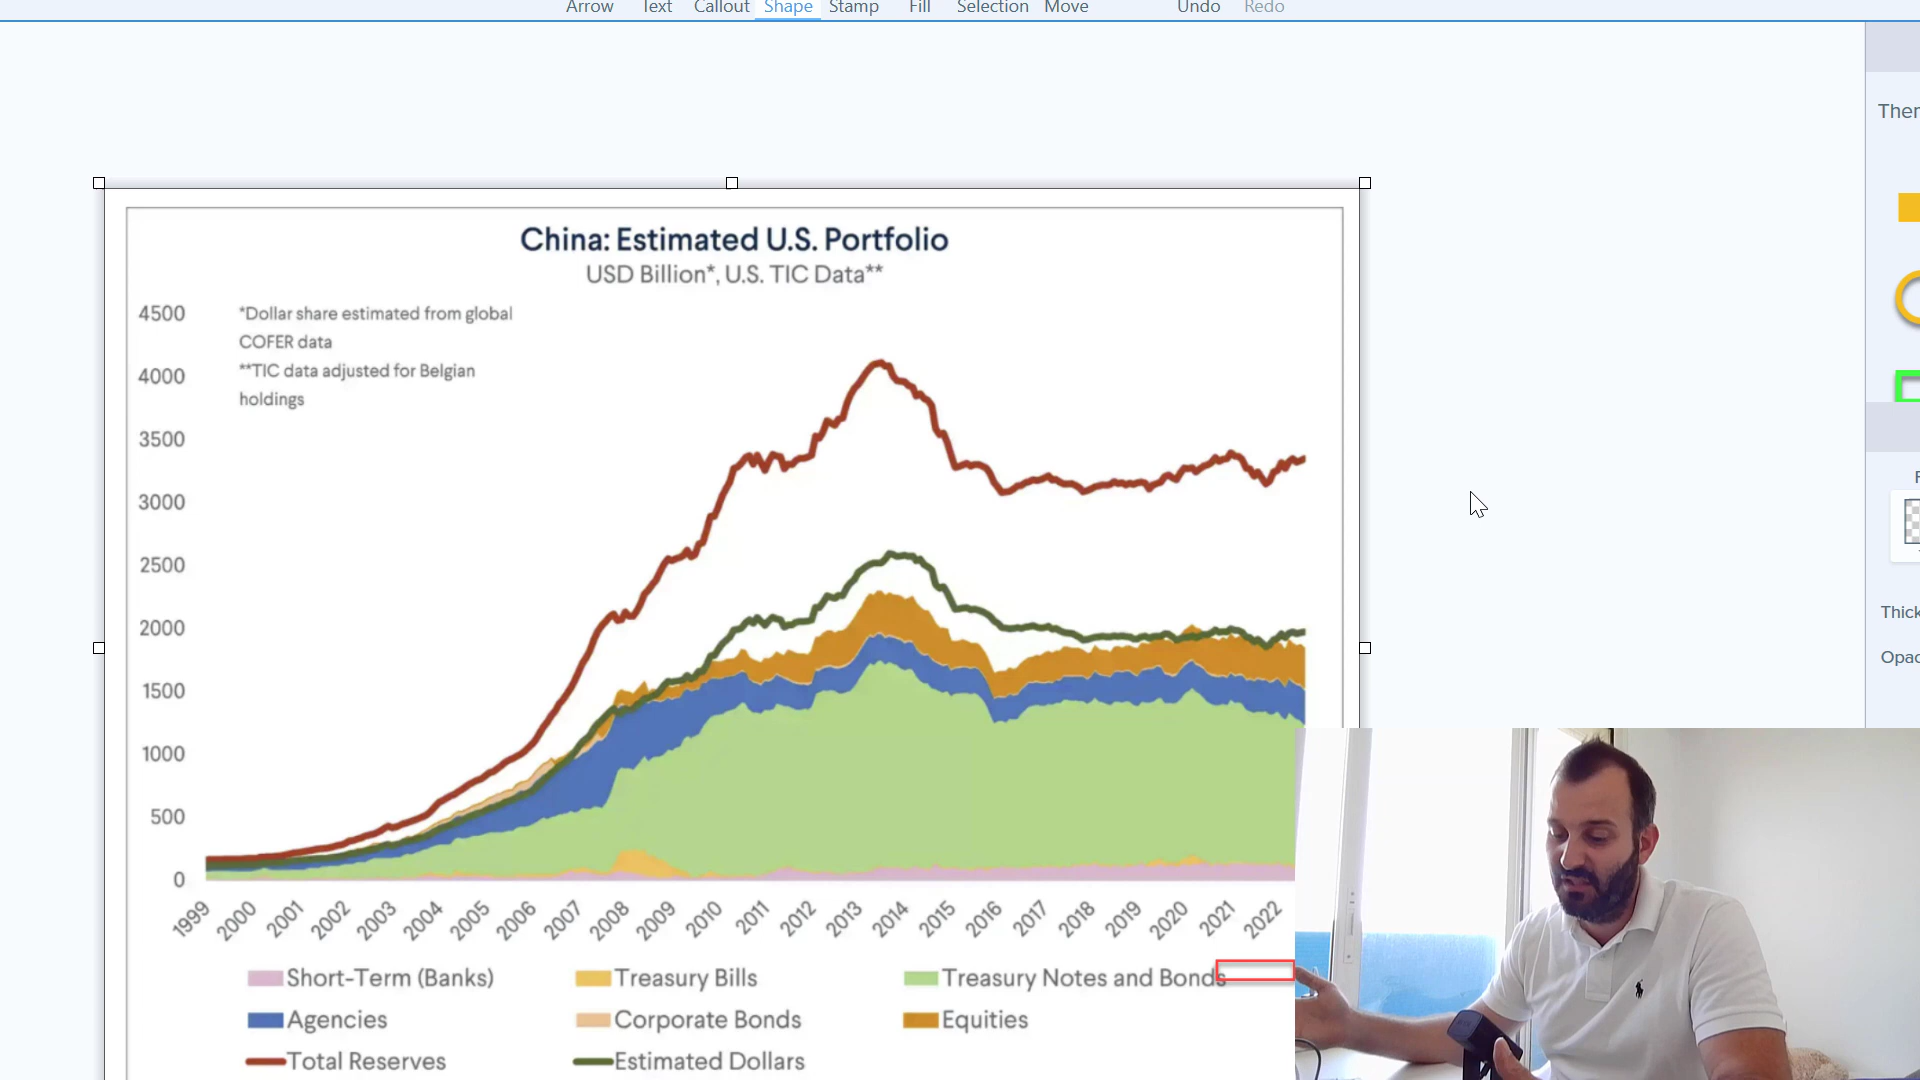 Arrow Text Callout Shape Stamp Fill Selection Move Undo Redo
China: Estimated U.S. Portfolio
USD Billion*, U.S. TIC Data**
*Dollar share estimated from global
COFER data
**TIC data adjusted for Belgian
holdings
4500
4000
3500
3000
2500
2000
1500
1000
500
0
1999 2000 2001 2002 2003 2004 2005 2006 2007 2008 2009 2010 2011 2012 2013 2014 2015 2016 2017 2018 2019 2020 2021 2022
Short-Term (Banks) Treasury Bills Treasury Notes and Bonds
Agencies Corporate Bonds Equities
Total Reserves Estimated Dollars